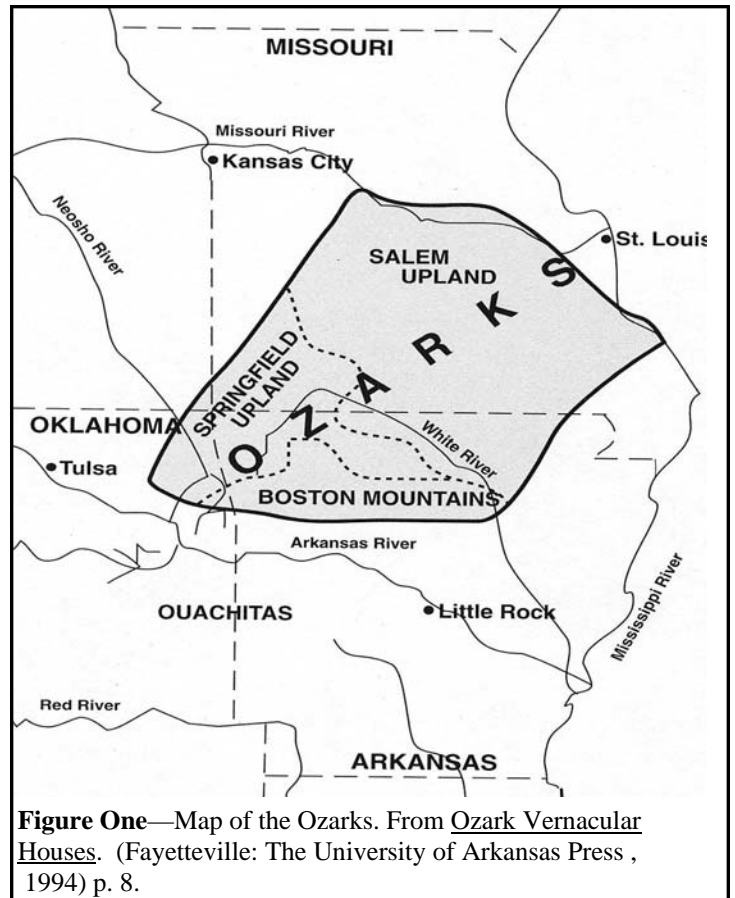 MISSOURI
Missouri River
Kansas City
Neosho River
St. Louis
SALEM
UPLAND
OZARKS
SPRINGFIELD
UPLAND
OKLAHOMA
White River
Tulsa
BOSTON MOUNTAINS
Arkansas River
Mississippi River
OUACHITAS
Little Rock
Red River
ARKANSAS
Figure One—Map of the Ozarks. From Ozark Vernacular
Houses. (Fayetteville: The University of Arkansas Press ,
1994) p. 8.